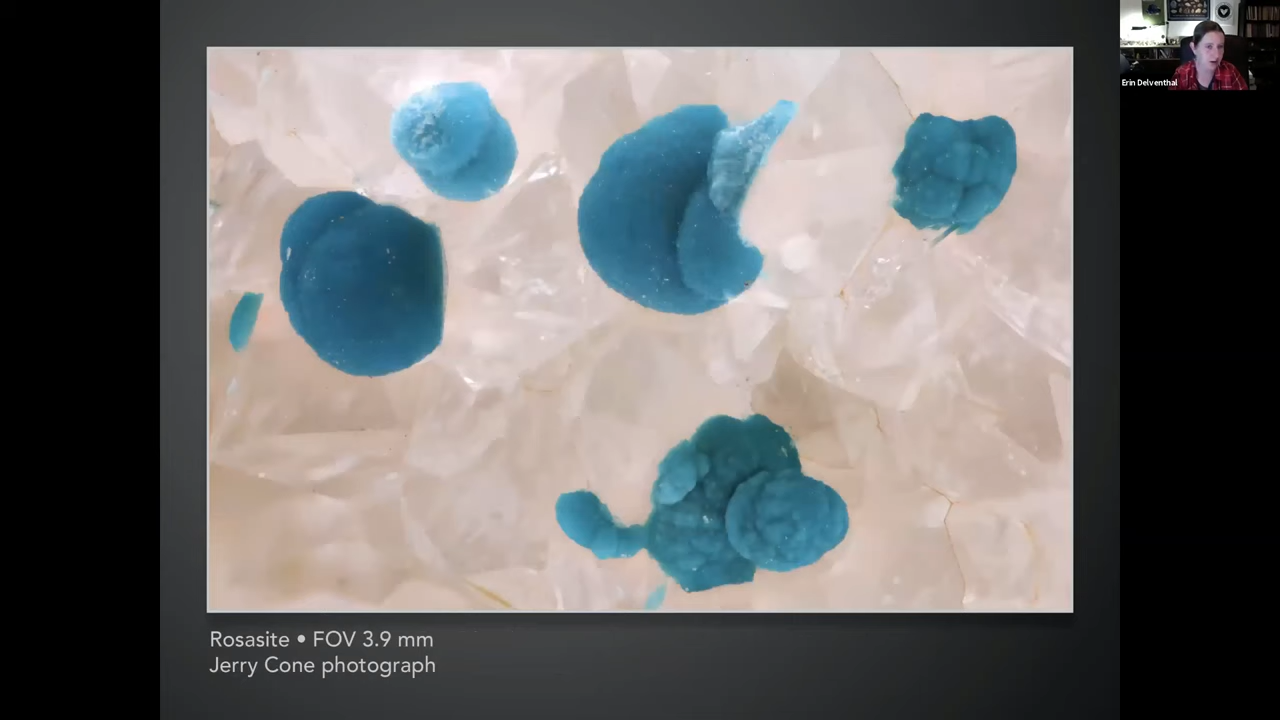 Erin Delventhal
Rosasite • FOV 3.9 mm
Jerry Cone photograph